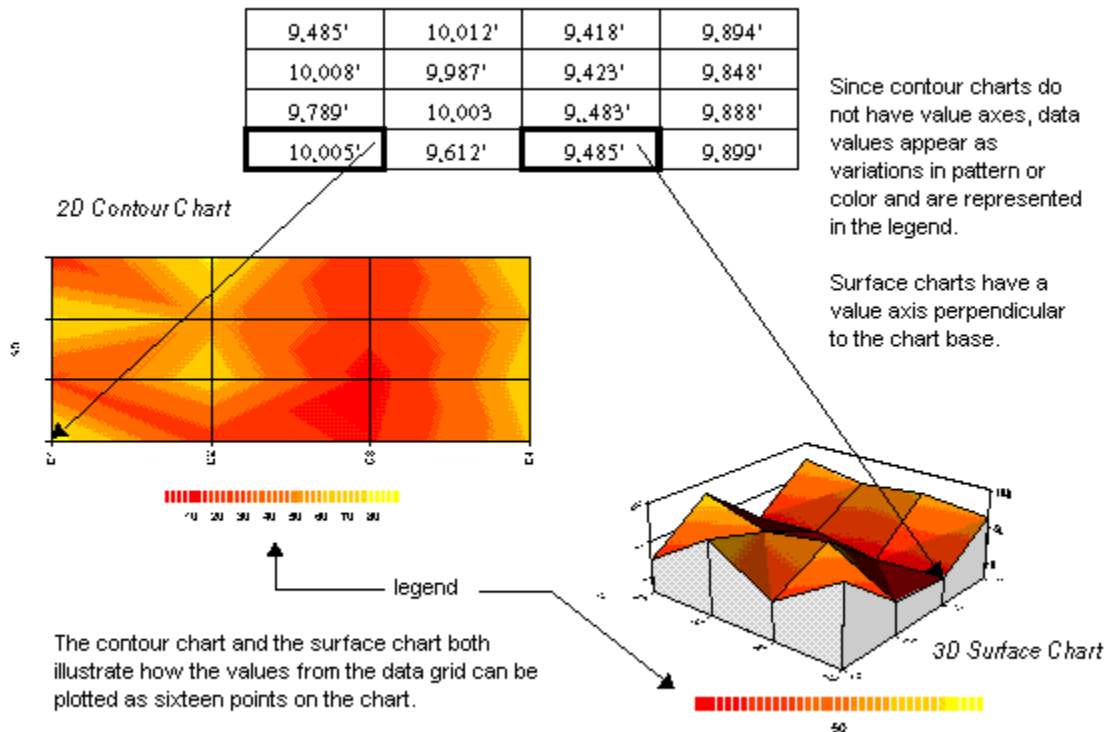 9,485' 10,012' 9,418' 9,894'
10,008' 9,987' 9,423' 9,848'
9,789' 10,003 9,.483' 9,888'
10,005' 9,612' 9,485' 9,899'
Since contour charts do
not have value axes, data
values appear as
variations in pattern or
color and are represented
in the legend.
Surface charts have a
value axis perpendicular
to the chart base.
2D Contour Chart
10 20 30 40 50 60 70 80
legend
The contour chart and the surface chart both
illustrate how the values from the data grid can be
plotted as sixteen points on the chart.
3D Surface Chart
50